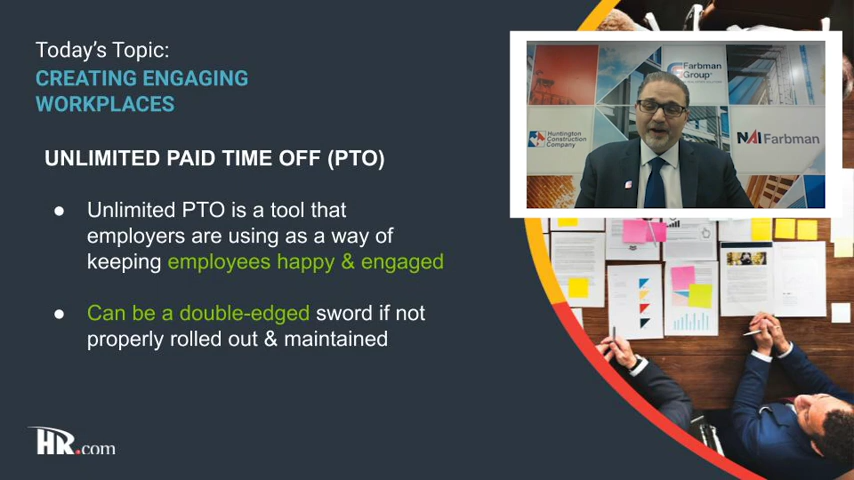 Today's Topic:
CREATING ENGAGING
WORKPLACES
UNLIMITED PAID TIME OFF (PTO)
● Unlimited PTO is a tool that
employers are using as a way of
keeping employees happy & engaged
● Can be a double-edged sword if not
properly rolled out & maintained
HR.com
Farbman
Group
Huntington
Construction
Company
NAI Farbman